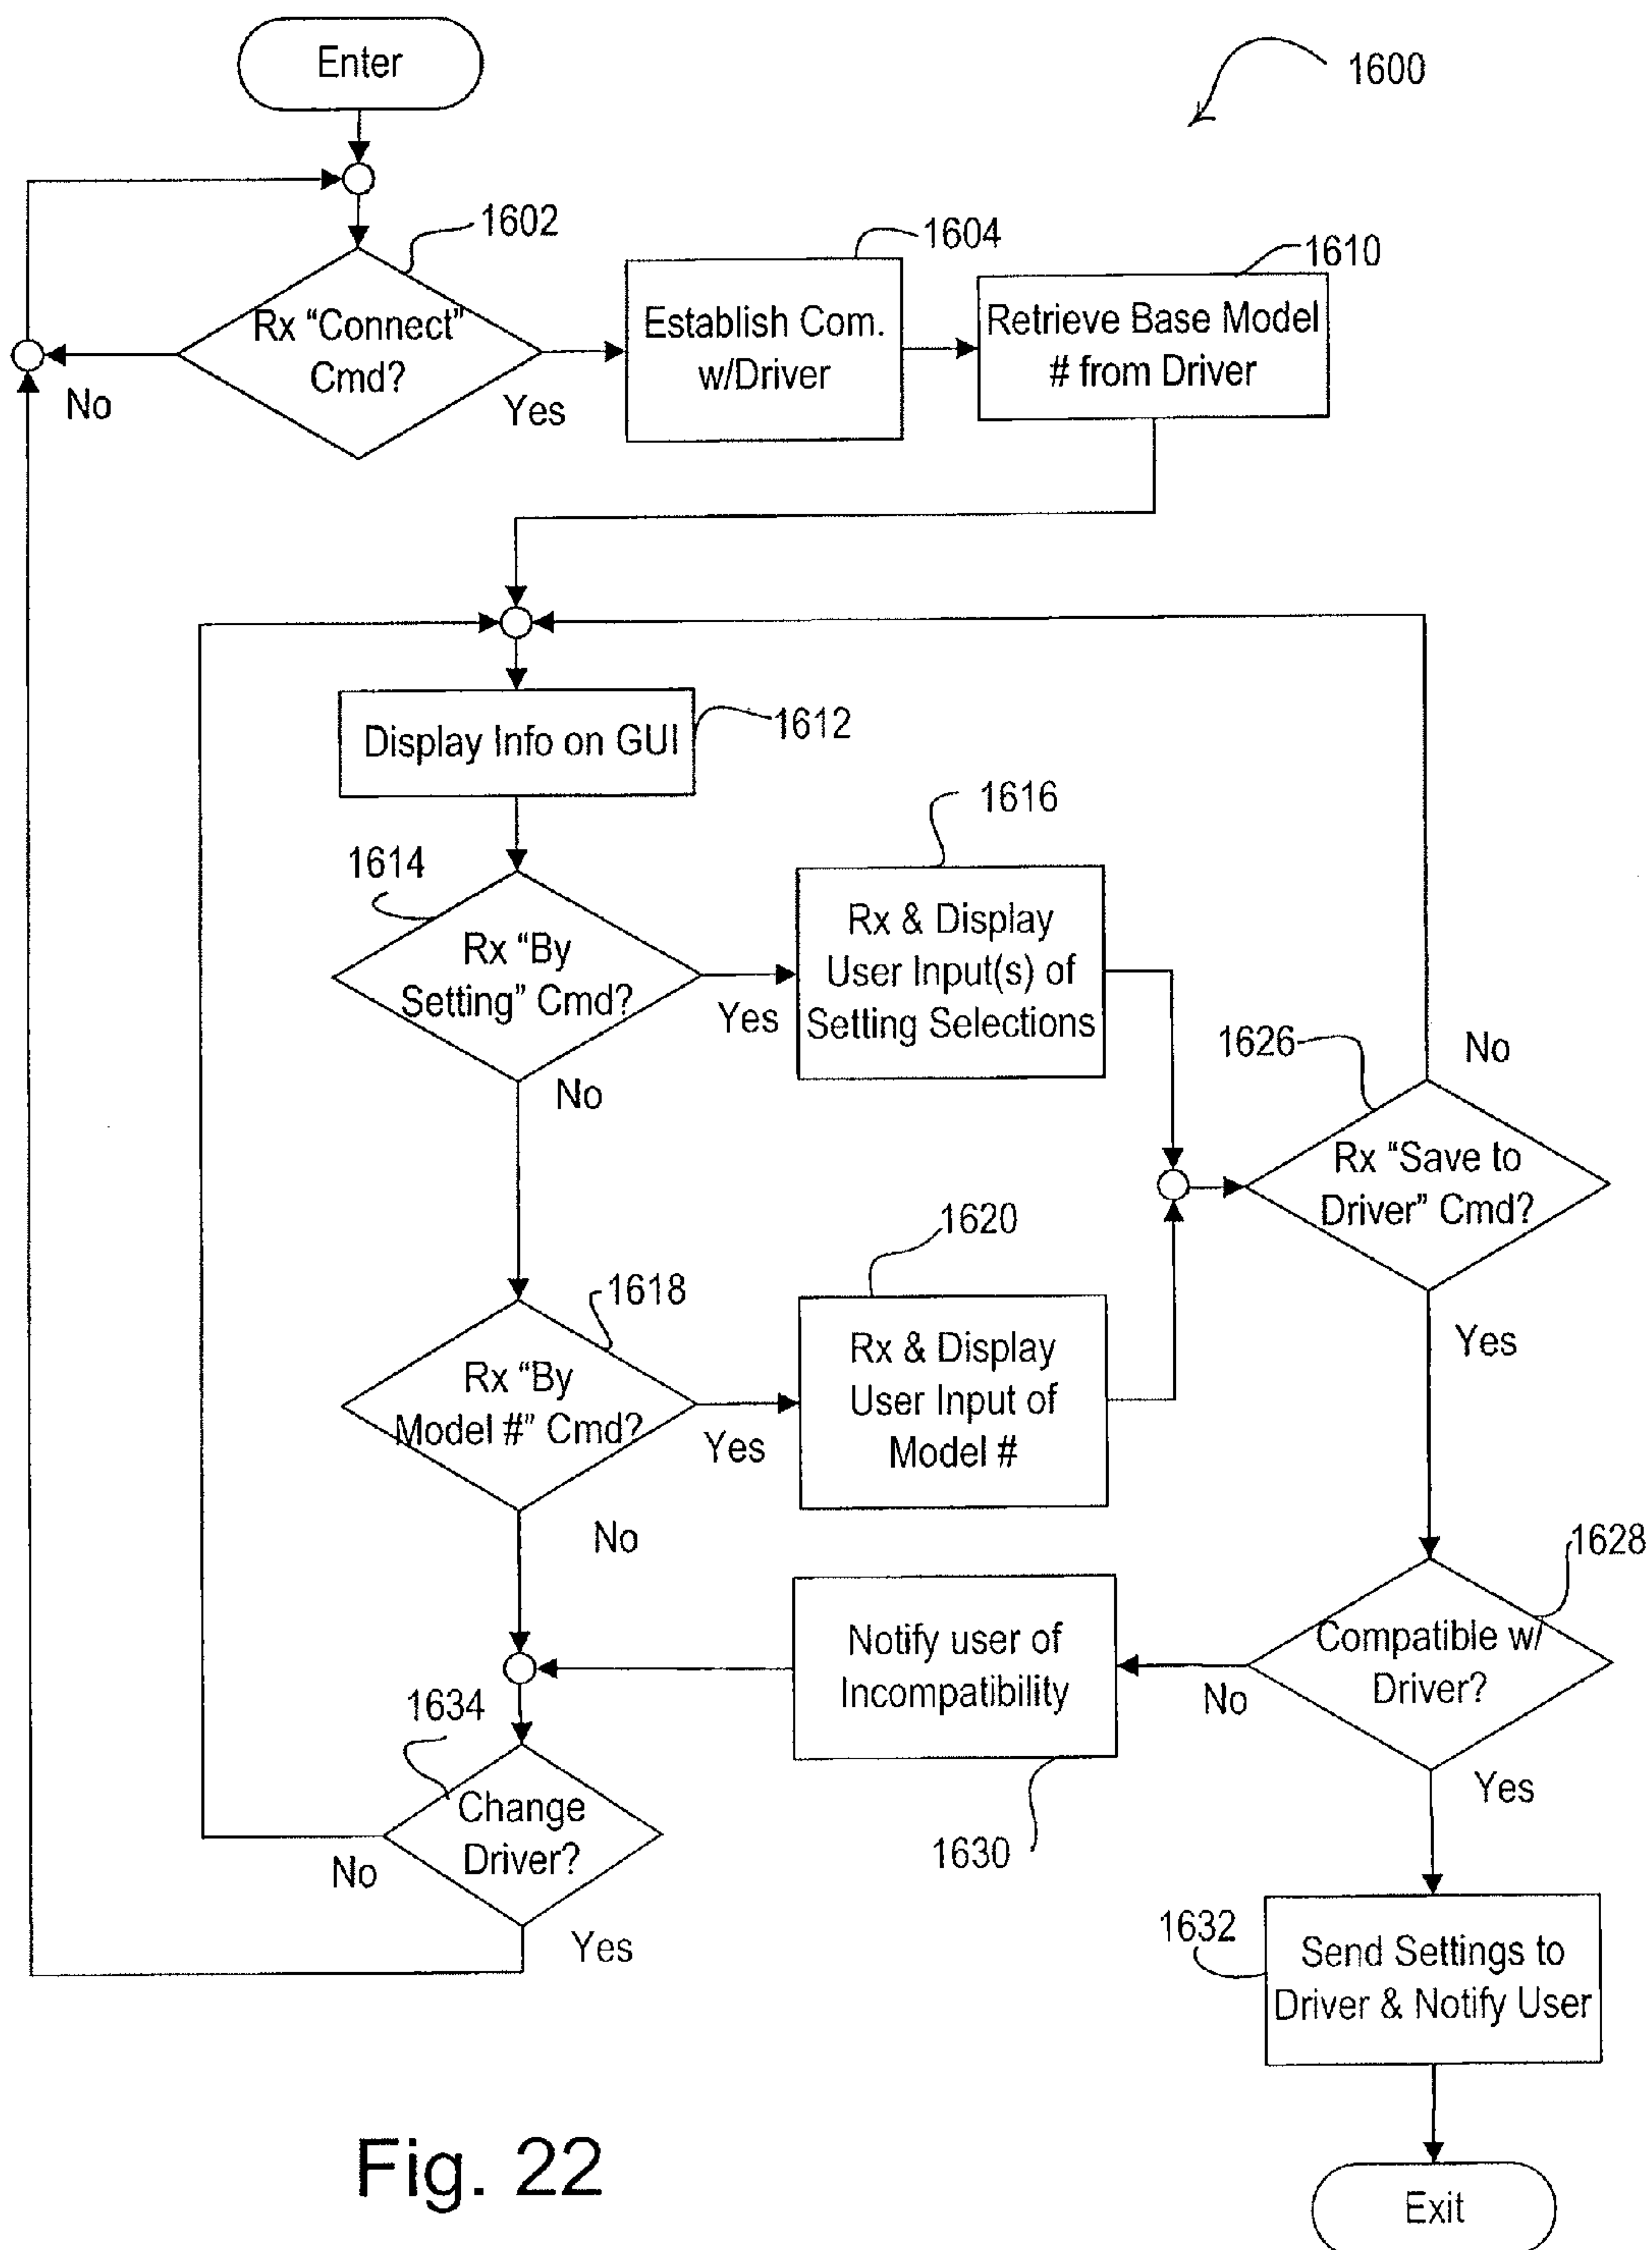 Enter
1600
1602
Rx “Connect”
Cmd?
No
Yes
1604
Establish Com.
w/Driver
1610
Retrieve Base Model
# from Driver
Display Info on GUI
1612
1614
Rx “By
Setting” Cmd?
Yes
No
1616
Rx & Display
User Input(s) of
Setting Selections
1626
No
Rx “Save to
Driver” Cmd?
Yes
1618
Rx “By
Model #” Cmd?
Yes
No
1620
Rx & Display
User Input of
Model #
1628
Compatible w/
Driver?
No
Yes
Notify user of
Incompatibility
1630
1634
Change
Driver?
No
Yes
1632
Send Settings to
Driver & Notify User
Exit
Fig. 22